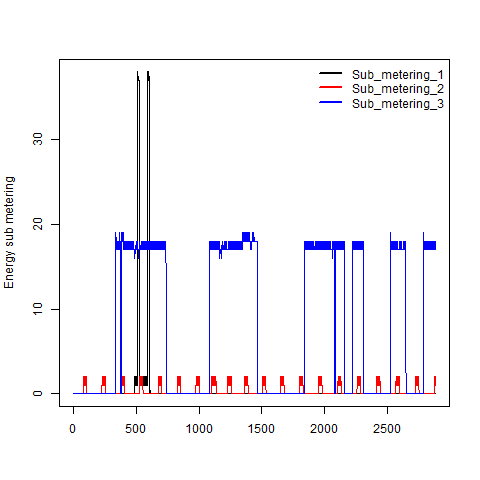 Sub_metering_1
Sub_metering_2
Sub_metering_3
Energy sub metering
30
20
10
0
0 500 1000 1500 2000 2500